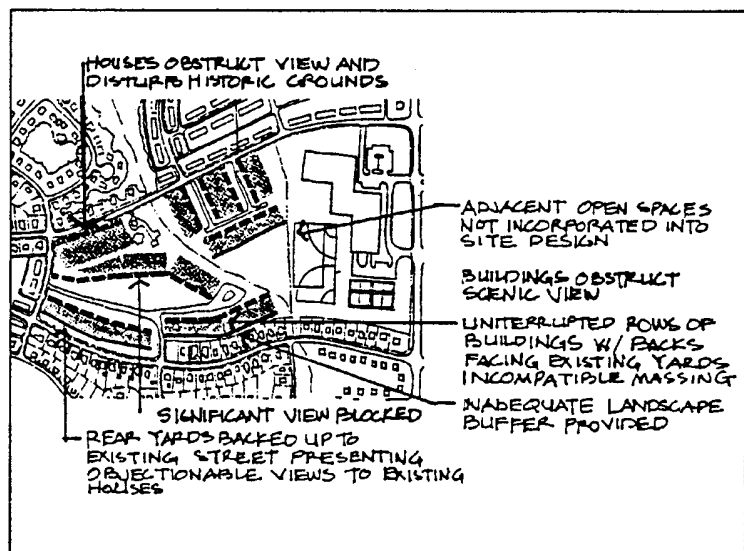 HOUSES OBSTRUCT VIEW AND
DISTURB HISTORIC GROUNDS
ADJACENT OPEN SPACES
NOT INCORPORATED INTO
SITE DESIGN
BUILDINGS OBSTRUCT
SCENIC VIEW
UNITERRUPTED ROWS OF
BUILDINGS W/ BACKS
FACING EXISTING YARDS
INCOMPATIBLE MASSING
INADEQUATE LANDSCAPE
BUFFER PROVIDED
SIGNIFICANT VIEW BLOCKED
REAR YARDS BACKED UP TO
EXISTING STREET PRESENTING
OBJECTIONABLE VIEWS TO EXISTING
HOUSES